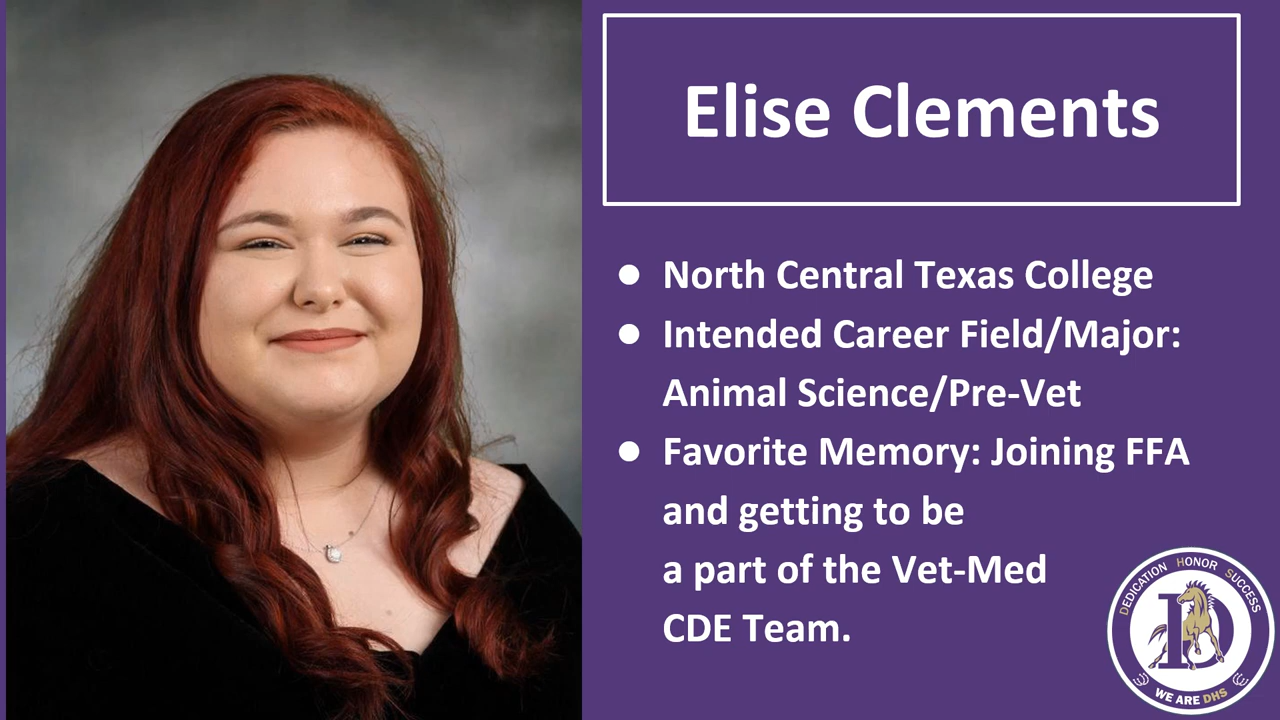 Elise Clements
● North Central Texas College
● Intended Career Field/Major:
Animal Science/Pre-Vet
● Favorite Memory: Joining FFA
and getting to be
a part of the Vet-Med
CDE Team.
DEDICATION HONOR SUCCESS
D
WE ARE DHS